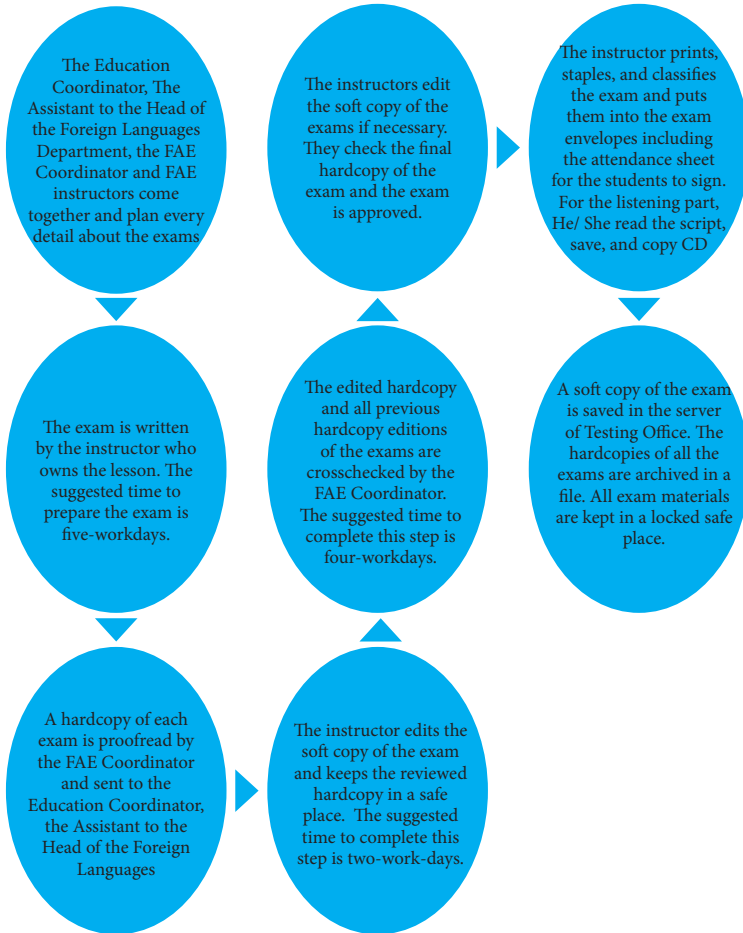 The Education
Coordinator, The
Assistant to the Head of
the Foreign Languages
Department, the FAE
Coordinator and FAE
instructors come
together and plan every
detail about the exams
The exam is written
by the instructor who
owns the lesson. The
suggested time to
prepare the exam is
five-workdays.
A hardcopy of each
exam is proofread by
the FAE Coordinator
and sent to the
Education Coordinator,
the Assistant to the
Head of the Foreign
Languages
The instructor edits the
soft copy of the exam
and keeps the reviewed
hardcopy in a safe
place. The suggested
time to complete this
step is two-work-days.
The edited hardcopy
and all previous
hardcopy editions
of the exams are
crosschecked by the
FAE Coordinator.
The suggested time to
complete this step is
four-workdays.
The instructors edit
the soft copy of the
exams if necessary.
They check the final
hardcopy of the
exam and the exam
is approved.
The instructor prints,
staples, and classifies
the exam and puts
them into the exam
envelopes including
the attendance sheet
for the students to sign.
For the listening part,
He/ She read the script,
save, and copy CD
A soft copy of the exam
is saved in the server
of Testing Office. The
hardcopies of all the
exams are archived in a
file. All exam materials
are kept in a locked safe
place.